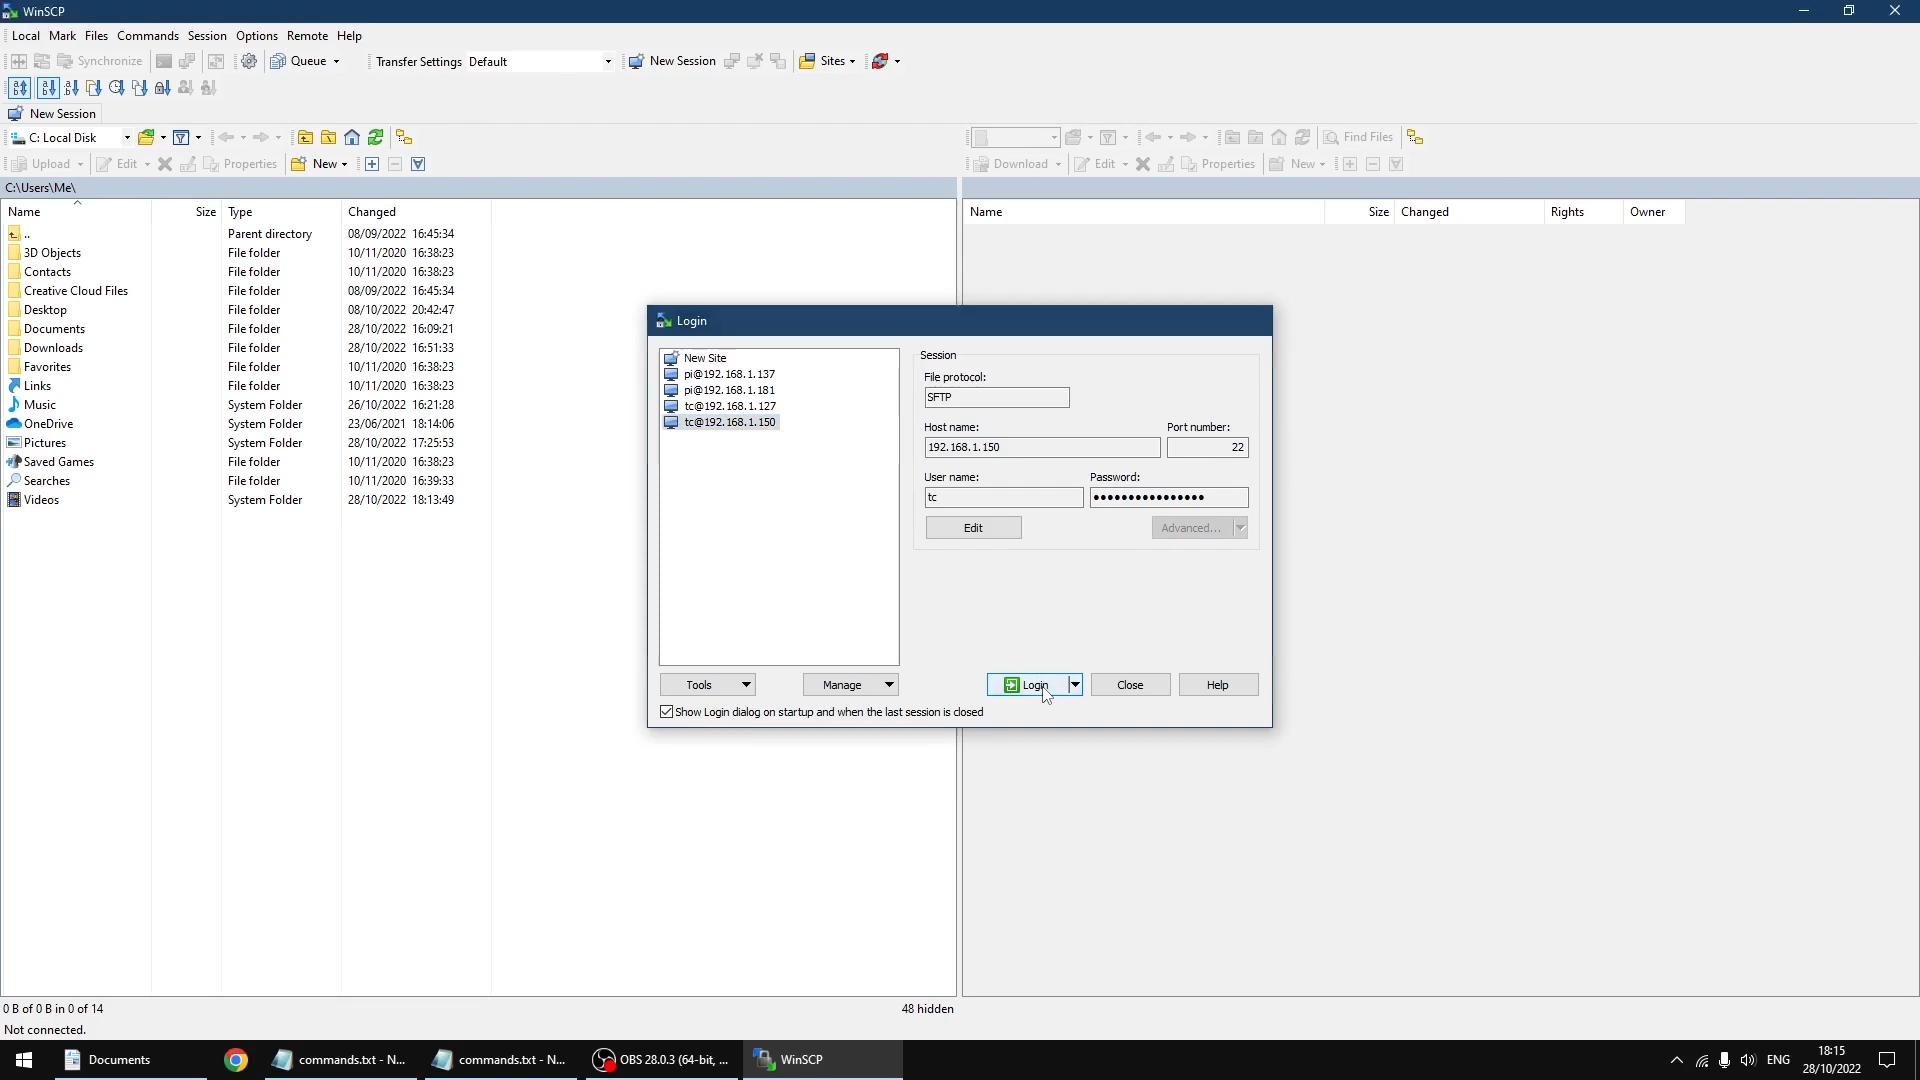 WinSCP
Local Mark Files Commands Session Options Remote Help
Synchronize Queue Transfer Settings Default New Session Sites
New Session
C: Local Disk Find Files
Upload Edit Properties New Download Edit Properties New
C:\Users\Me\
Name Size Type Changed Name Size Changed Rights Owner
.. Parent directory 08/09/2022 16:45:34
3D Objects File folder 10/11/2020 16:38:23
Contacts File folder 10/11/2020 16:38:23
Creative Cloud Files File folder 08/09/2022 16:45:34
Desktop File folder 08/10/2022 20:42:47
Documents File folder 28/10/2022 16:09:21
Downloads File folder 28/10/2022 16:51:33
Favorites File folder 10/11/2020 16:38:23
Links File folder 10/11/2020 16:38:23
Music System Folder 26/10/2022 16:21:28
OneDrive System Folder 23/06/2021 18:14:06
Pictures System Folder 28/10/2022 17:25:53
Saved Games File folder 10/11/2020 16:38:23
Searches File folder 10/11/2020 16:39:33
Videos System Folder 28/10/2022 18:13:49
Login
New Site
pi@192.168.1.137
pi@192.168.1.181
tc@192.168.1.127
tc@192.168.1.150
Session
File protocol:
SFTP
Host name: Port number:
192.168.1.150 22
User name: Password:
tc ••••••••••••••••
Edit Advanced...
Tools Manage Login Close Help
Show Login dialog on startup and when the last session is closed
0 B of 0 B in 0 of 14 48 hidden
Not connected.
Documents commands.txt - N... commands.txt - N... OBS 28.0.3 (64-bit, ... WinSCP ENG 18:15
28/10/2022